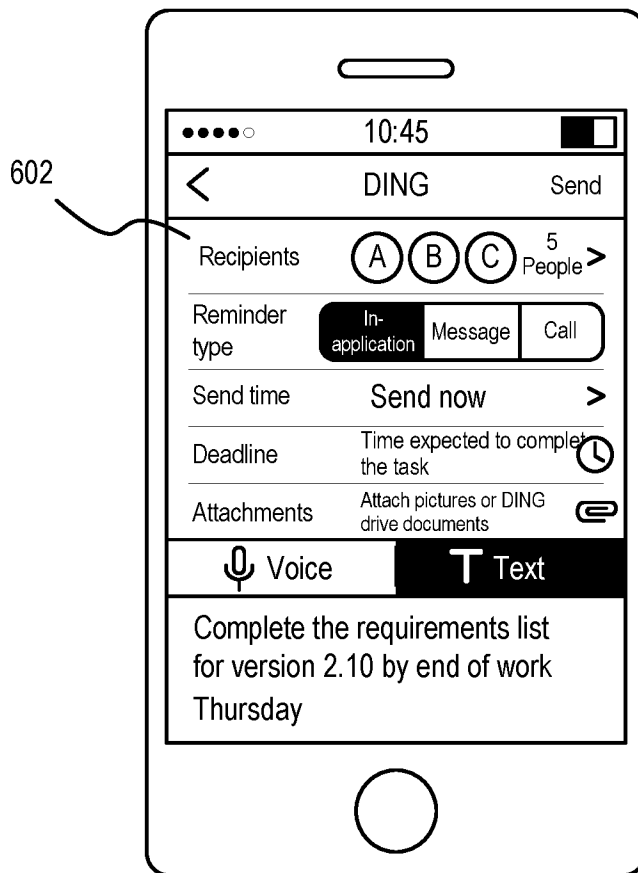 10:45
602
DING Send
Recipients A B C 5 People >
Reminder type In-application Message Call
Send time Send now >
Deadline Time expected to complet
the task
Attachments Attach pictures or DING
drive documents
Voice Text
Complete the requirements list
for version 2.10 by end of work
Thursday